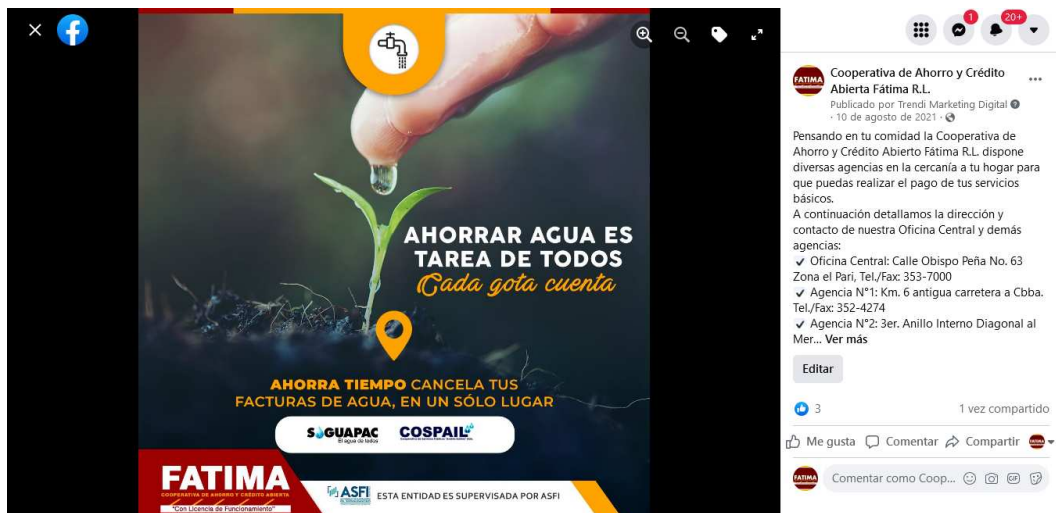 AHORRAR AGUA ES
TAREA DE TODOS
Cada gota cuenta
AHORRA TIEMPO CANCELA TUS
FACTURAS DE AGUA, EN UN SÓLO LUGAR
SAGUAPAC
El agua de todos
COSPAIL
FATIMA
COOPERATIVA DE AHORRO Y CRÉDITO ABIERTA
"Con Licencia de Funcionamiento"
ASFI
ESTA ENTIDAD ES SUPERVISADA POR ASFI
1
20+
FATIMA
Cooperativa de Ahorro y Crédito
Abierta Fátima R.L.
Publicado por Trendi Marketing Digital
· 10 de agosto de 2021 ·
Pensando en tu comidad la Cooperativa de
Ahorro y Crédito Abierto Fátima R.L. dispone
diversas agencias en la cercanía a tu hogar para
que puedas realizar el pago de tus servicios
básicos.
A continuación detallamos la dirección y
contacto de nuestra Oficina Central y demás
agencias:
✔ Oficina Central: Calle Obispo Peña No. 63
Zona el Pari, Tel./Fax: 353-7000
✔ Agencia N°1: Km. 6 antigua carretera a Cbba.
Tel./Fax: 352-4274
✔ Agencia N°2: 3er. Anillo Interno Diagonal al
Mer... Ver más
Editar
3
1 vez compartido
Me gusta
Comentar
Compartir
FATIMA
Comentar como Coop...
GIF